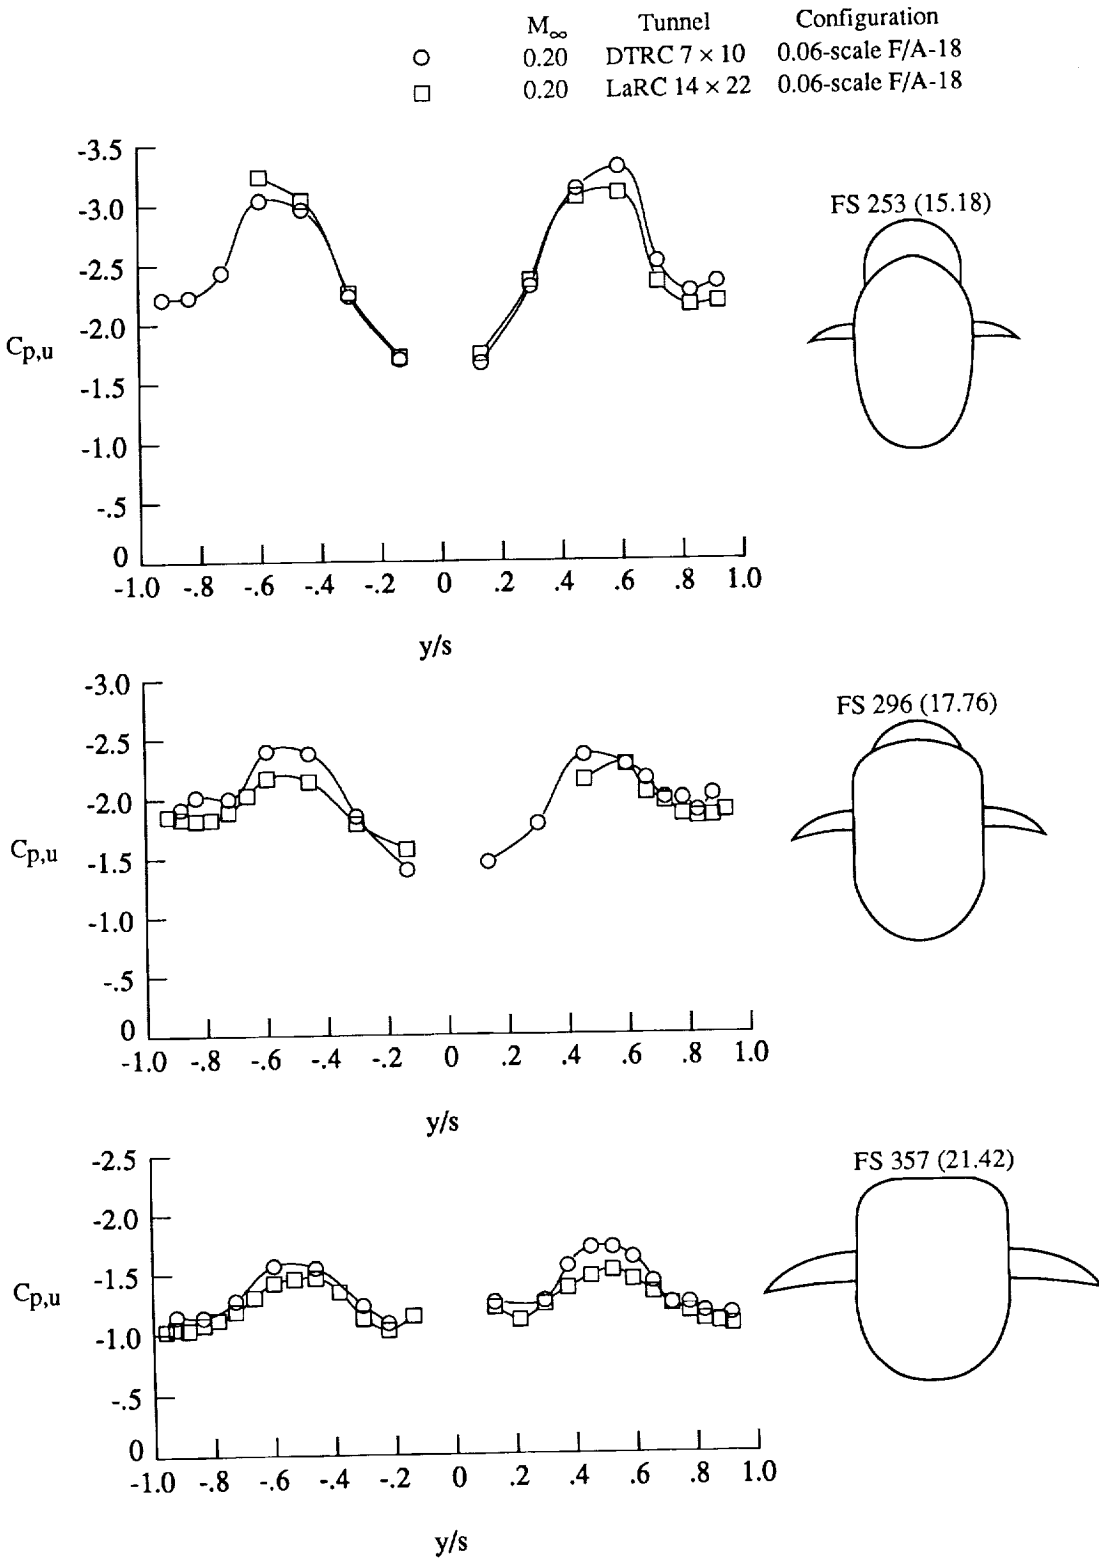 M∞ Tunnel Configuration
0.20 DTRC 7 × 10 0.06-scale F/A-18
0.20 LaRC 14 × 22 0.06-scale F/A-18
-3.5
-3.0
-2.5
-2.0
-1.5
-1.0
-.5
0
Cp,u
-1.0 -.8 -.6 -.4 -.2 0 .2 .4 .6 .8 1.0
y/s
FS 253 (15.18)
-3.0
-2.5
-2.0
-1.5
-1.0
-.5
0
Cp,u
-1.0 -.8 -.6 -.4 -.2 0 .2 .4 .6 .8 1.0
y/s
FS 296 (17.76)
-2.5
-2.0
-1.5
-1.0
-.5
0
Cp,u
-1.0 -.8 -.6 -.4 -.2 0 .2 .4 .6 .8 1.0
y/s
FS 357 (21.42)